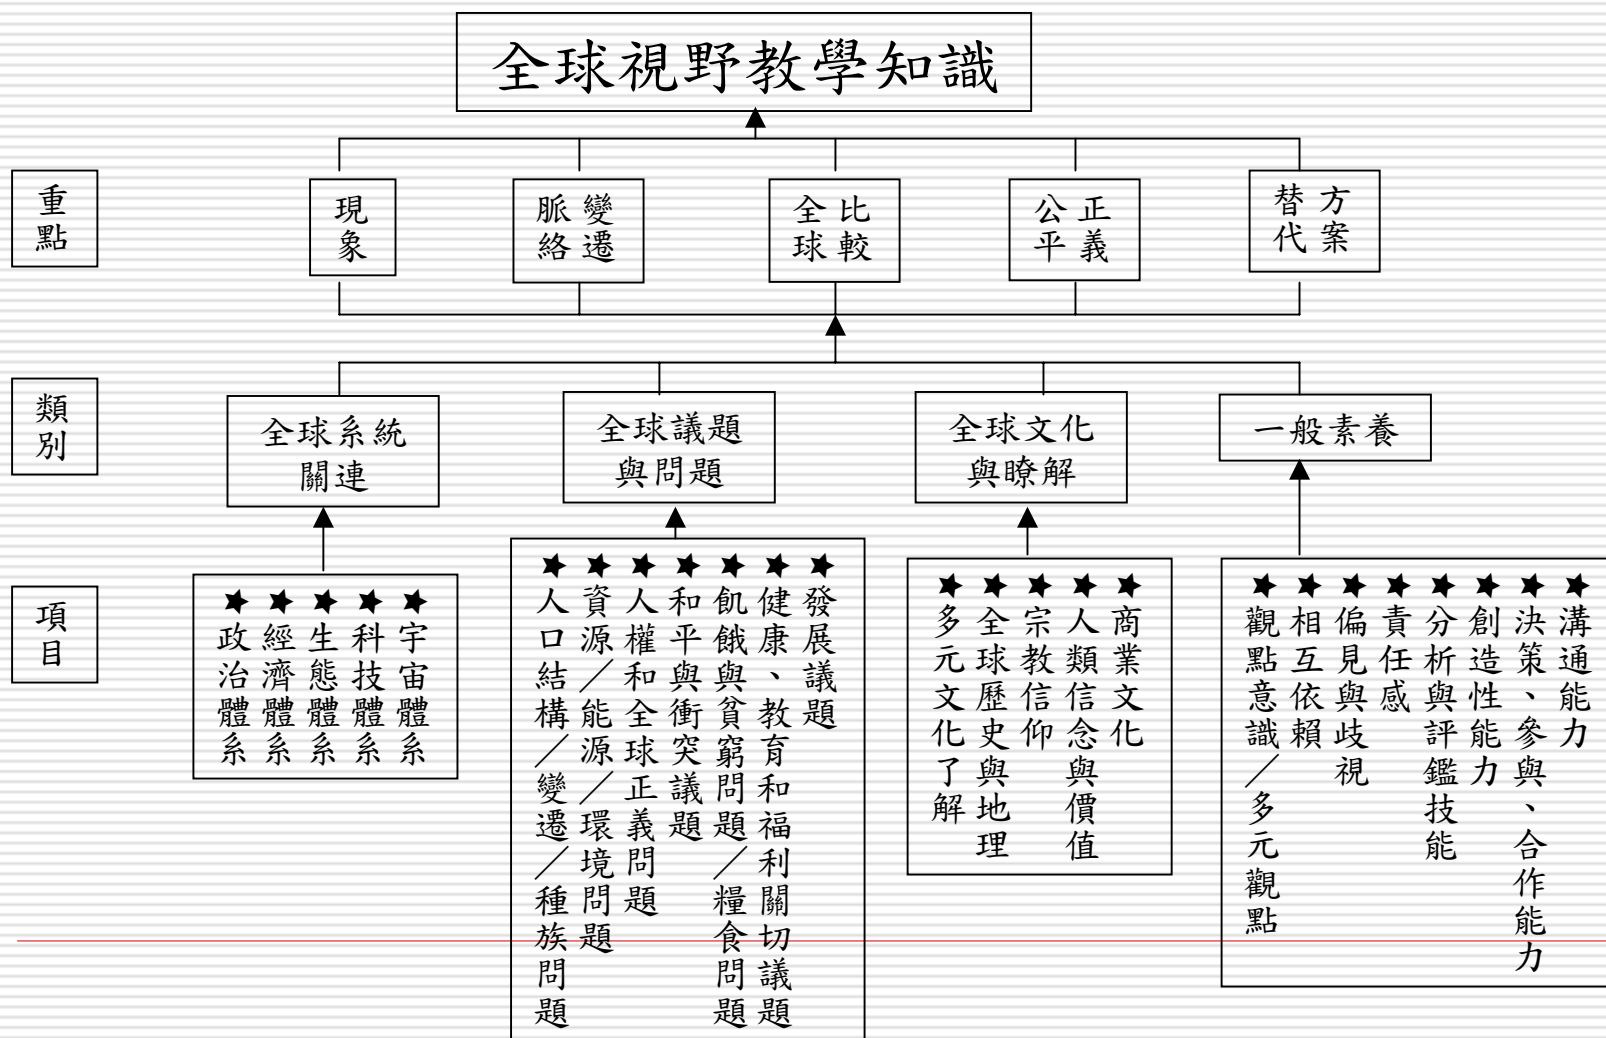 全球視野教學知識
重點
現象
脈絡
變遷
全球
比較
公平
正義
替代
方案
類別
全球系統
關連
全球議題
與問題
全球文化
與瞭解
一般素養
項目
★政治體系
★經濟體系
★生態體系
★科技體系
★宇宙體系
★人口結構／變遷／種族問題
★資源／能源／環境問題
★人權和全球正義問題
★和平與衝突議題
★飢餓與貧窮問題／糧食問題
★健康、教育和福利關切議題
★發展議題
★多元文化了解
★全球歷史與地理
★宗教信仰
★人類信念與價值
★商業文化
★觀點意識／多元觀點
★相互依賴
★偏見與歧視
★責任感
★分析與評鑑技能
★創造性能力
★決策、參與、合作能力
★溝通能力